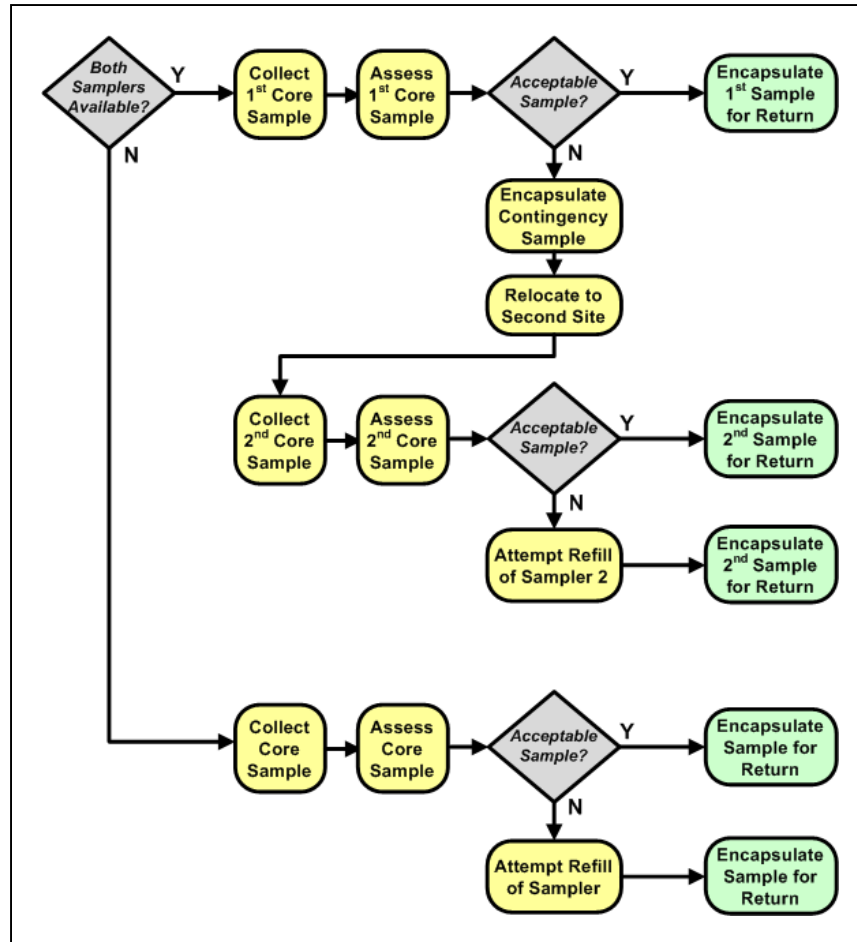 Both
Samplers
Available?
Y
N
Collect
1st Core
Sample
Assess
1st Core
Sample
Acceptable
Sample?
Y
N
Encapsulate
1st Sample
for Return
Encapsulate
Contingency
Sample
Relocate to
Second Site
Collect
2nd Core
Sample
Assess
2nd Core
Sample
Acceptable
Sample?
Y
N
Encapsulate
2nd Sample
for Return
Attempt Refill
of Sampler 2
Encapsulate
2nd Sample
for Return
Collect
Core
Sample
Assess
Core
Sample
Acceptable
Sample?
Y
N
Encapsulate
Sample for
Return
Attempt Refill
of Sampler
Encapsulate
Sample for
Return